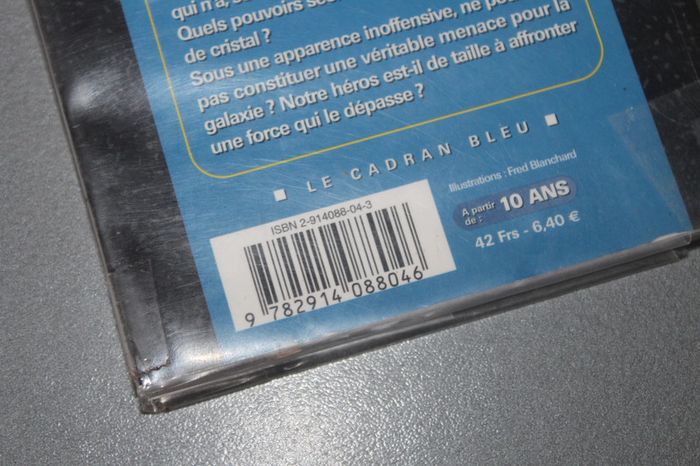 qui n'a,
Quels pouvoirs
de cristal ?
Sous une apparence inoffensive, ne
pas constituer une véritable menace pour la
galaxie ? Notre héros est-il de taille à affronter
une force qui le dépasse ?
LE CADRAN BLEU
Illustrations : Fred Blanchard
A partir de : 10 ANS
42 Frs - 6,40 €
ISBN 2-914088-04-3
9 782914 088046